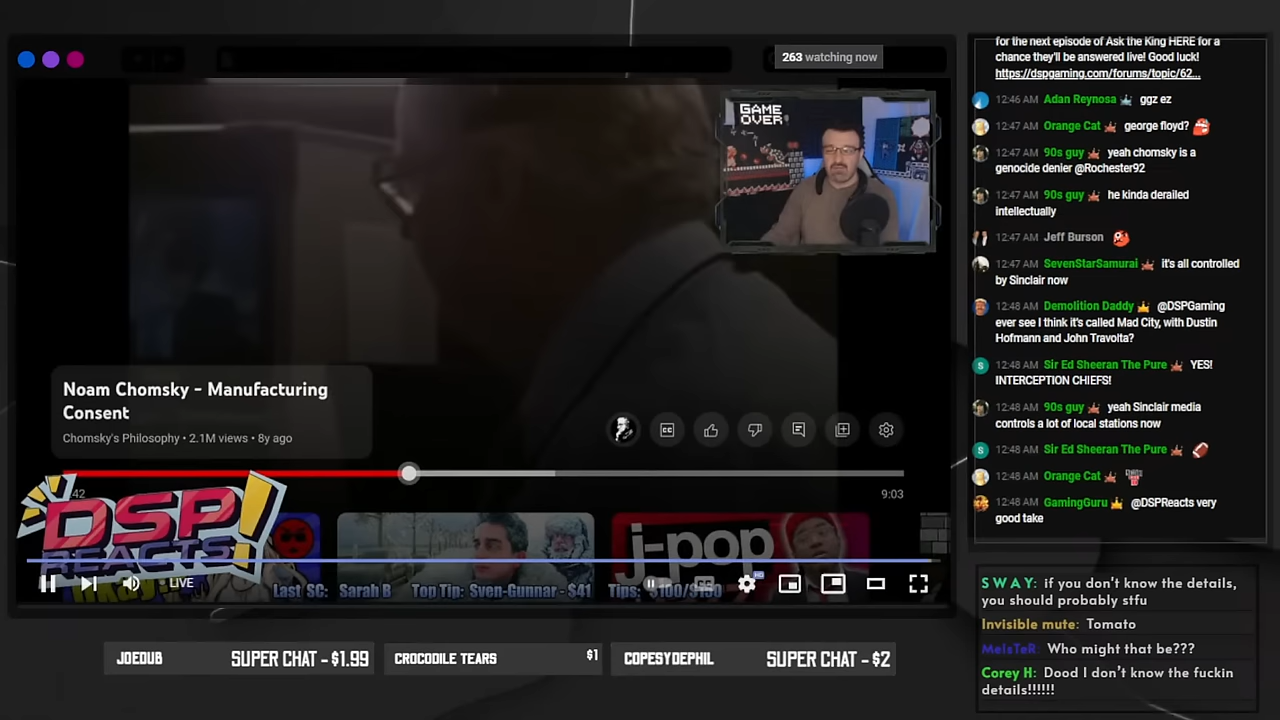 263 watching now
GAME
OVER
Noam Chomsky - Manufacturing
Consent
Chomsky's Philosophy • 2.1M views • 8y ago
CC
:42
9:03
DSP!
REACTS
j-pop
LIVE
HD
Last SC: Sarah B Top Tip: Sven-Gunnar - $41 Tips: $100/$150
JOEDUB SUPER CHAT - $1.99
CROCODILE TEARS $1
COPESYDEPHIL SUPER CHAT - $2
for the next episode of Ask the King HERE for a
chance they'll be answered live! Good luck!
https://dspgaming.com/forums/topic/62...
12:46 AM Adan Reynosa ggz ez
12:47 AM Orange Cat george floyd?
12:47 AM 90s guy yeah chomsky is a
genocide denier @Rochester92
12:47 AM 90s guy he kinda derailed
intellectually
12:47 AM Jeff Burson
12:47 AM SevenStarSamurai it's all controlled
by Sinclair now
12:48 AM Demolition Daddy @DSPGaming
ever see I think it's called Mad City, with Dustin
Hofmann and John Travolta?
S 12:48 AM Sir Ed Sheeran The Pure YES!
INTERCEPTION CHIEFS!
12:48 AM 90s guy yeah Sinclair media
controls a lot of local stations now
S 12:48 AM Sir Ed Sheeran The Pure
12:48 AM Orange Cat
12:48 AM GamingGuru @DSPReacts very
good take
S W A Y: if you don't know the details,
you should probably stfu
Invisible mute: Tomato
MeIsTeR: Who might that be???
Corey H: Dood I don't know the fuckin
details!!!!!!